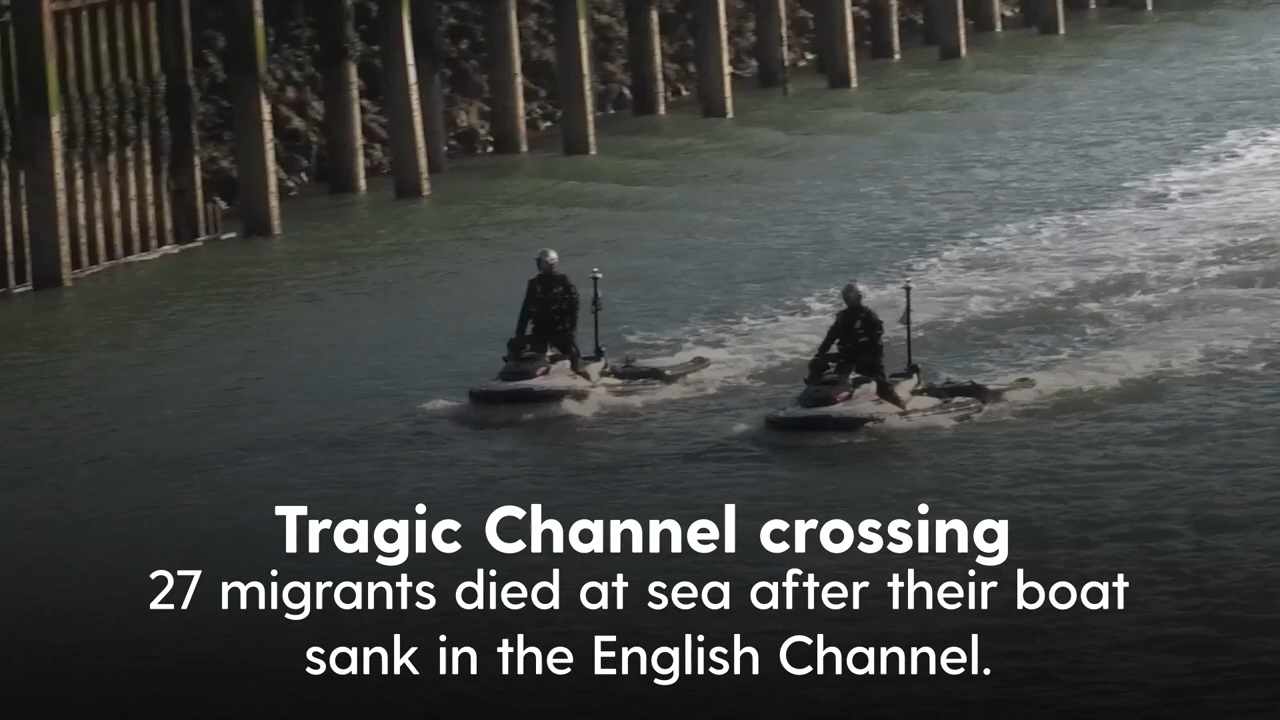 Tragic Channel crossing
27 migrants died at sea after their boat
sank in the English Channel.